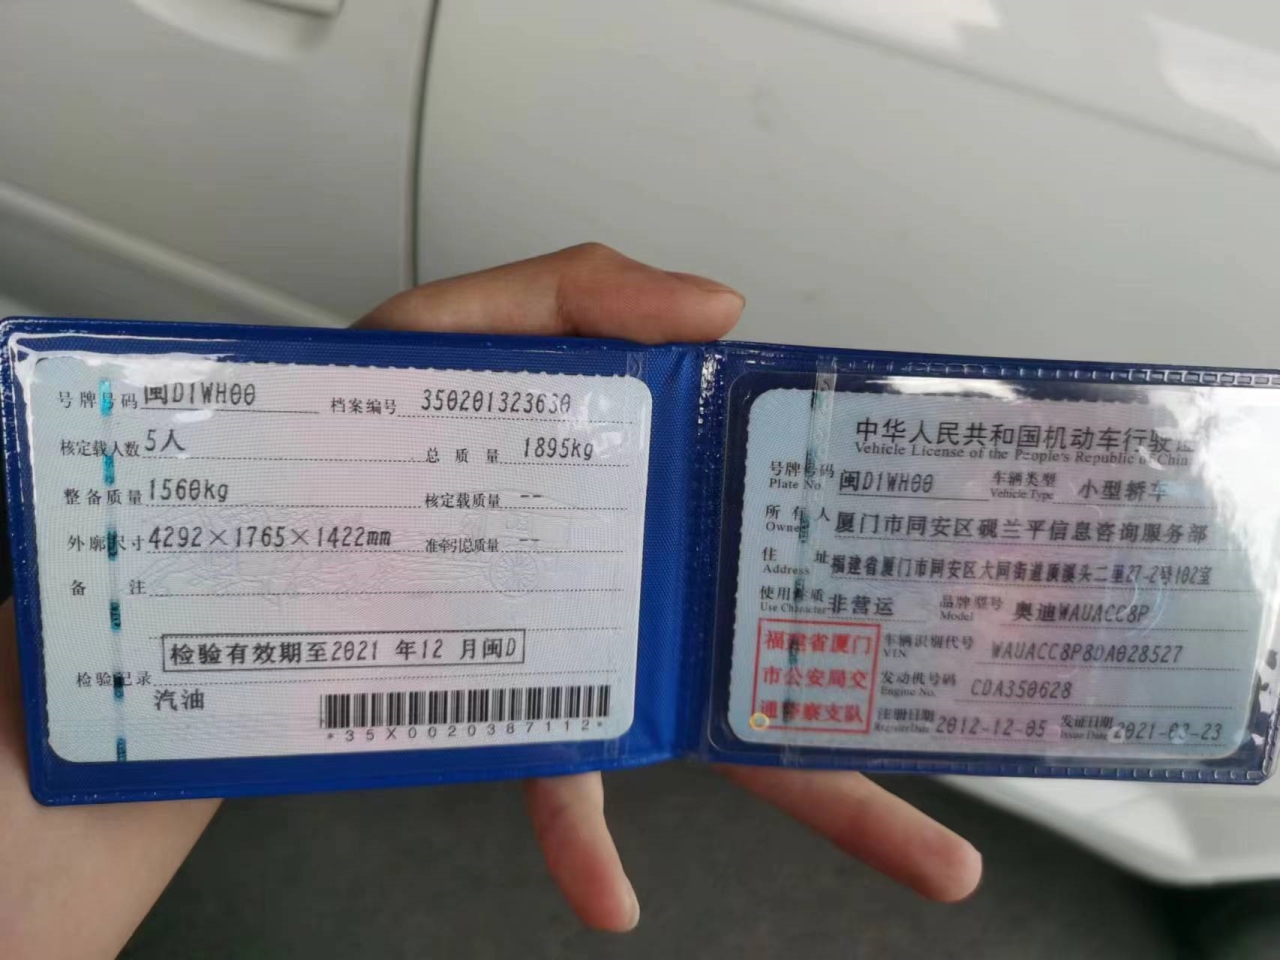 号牌号码 闽D1WH00 档案编号 350201323630
核定载人数 5人 总质量 1895kg
整备质量 1560kg 核定载质量 --
外廓尺寸 4292×1765×1422mm 准牵引总质量 --
备注
检验有效期至2021 年12 月闽D
检验记录
汽油
*35X0020387112*
中华人民共和国机动车行驶证
Vehicle License of the People's Republic of China
号牌号码 闽D1WH00 车辆类型 小型轿车
Plate No. Vehicle Type
所有人 厦门市同安区砚兰平信息咨询服务部
Owner
住址 福建省厦门市同安区大同街道顶溪头二里27-2号102室
Address
使用性质 非营运 品牌型号 奥迪WAUACC8P
Use Character Model
福建省厦门
市公安局交
通警察支队
车辆识别代号 WAUACC8P8DA028527
VIN
发动机号码 CDA350628
Engine No.
注册日期 2012-12-05 发证日期 2021-03-23
Register Date Issue Date